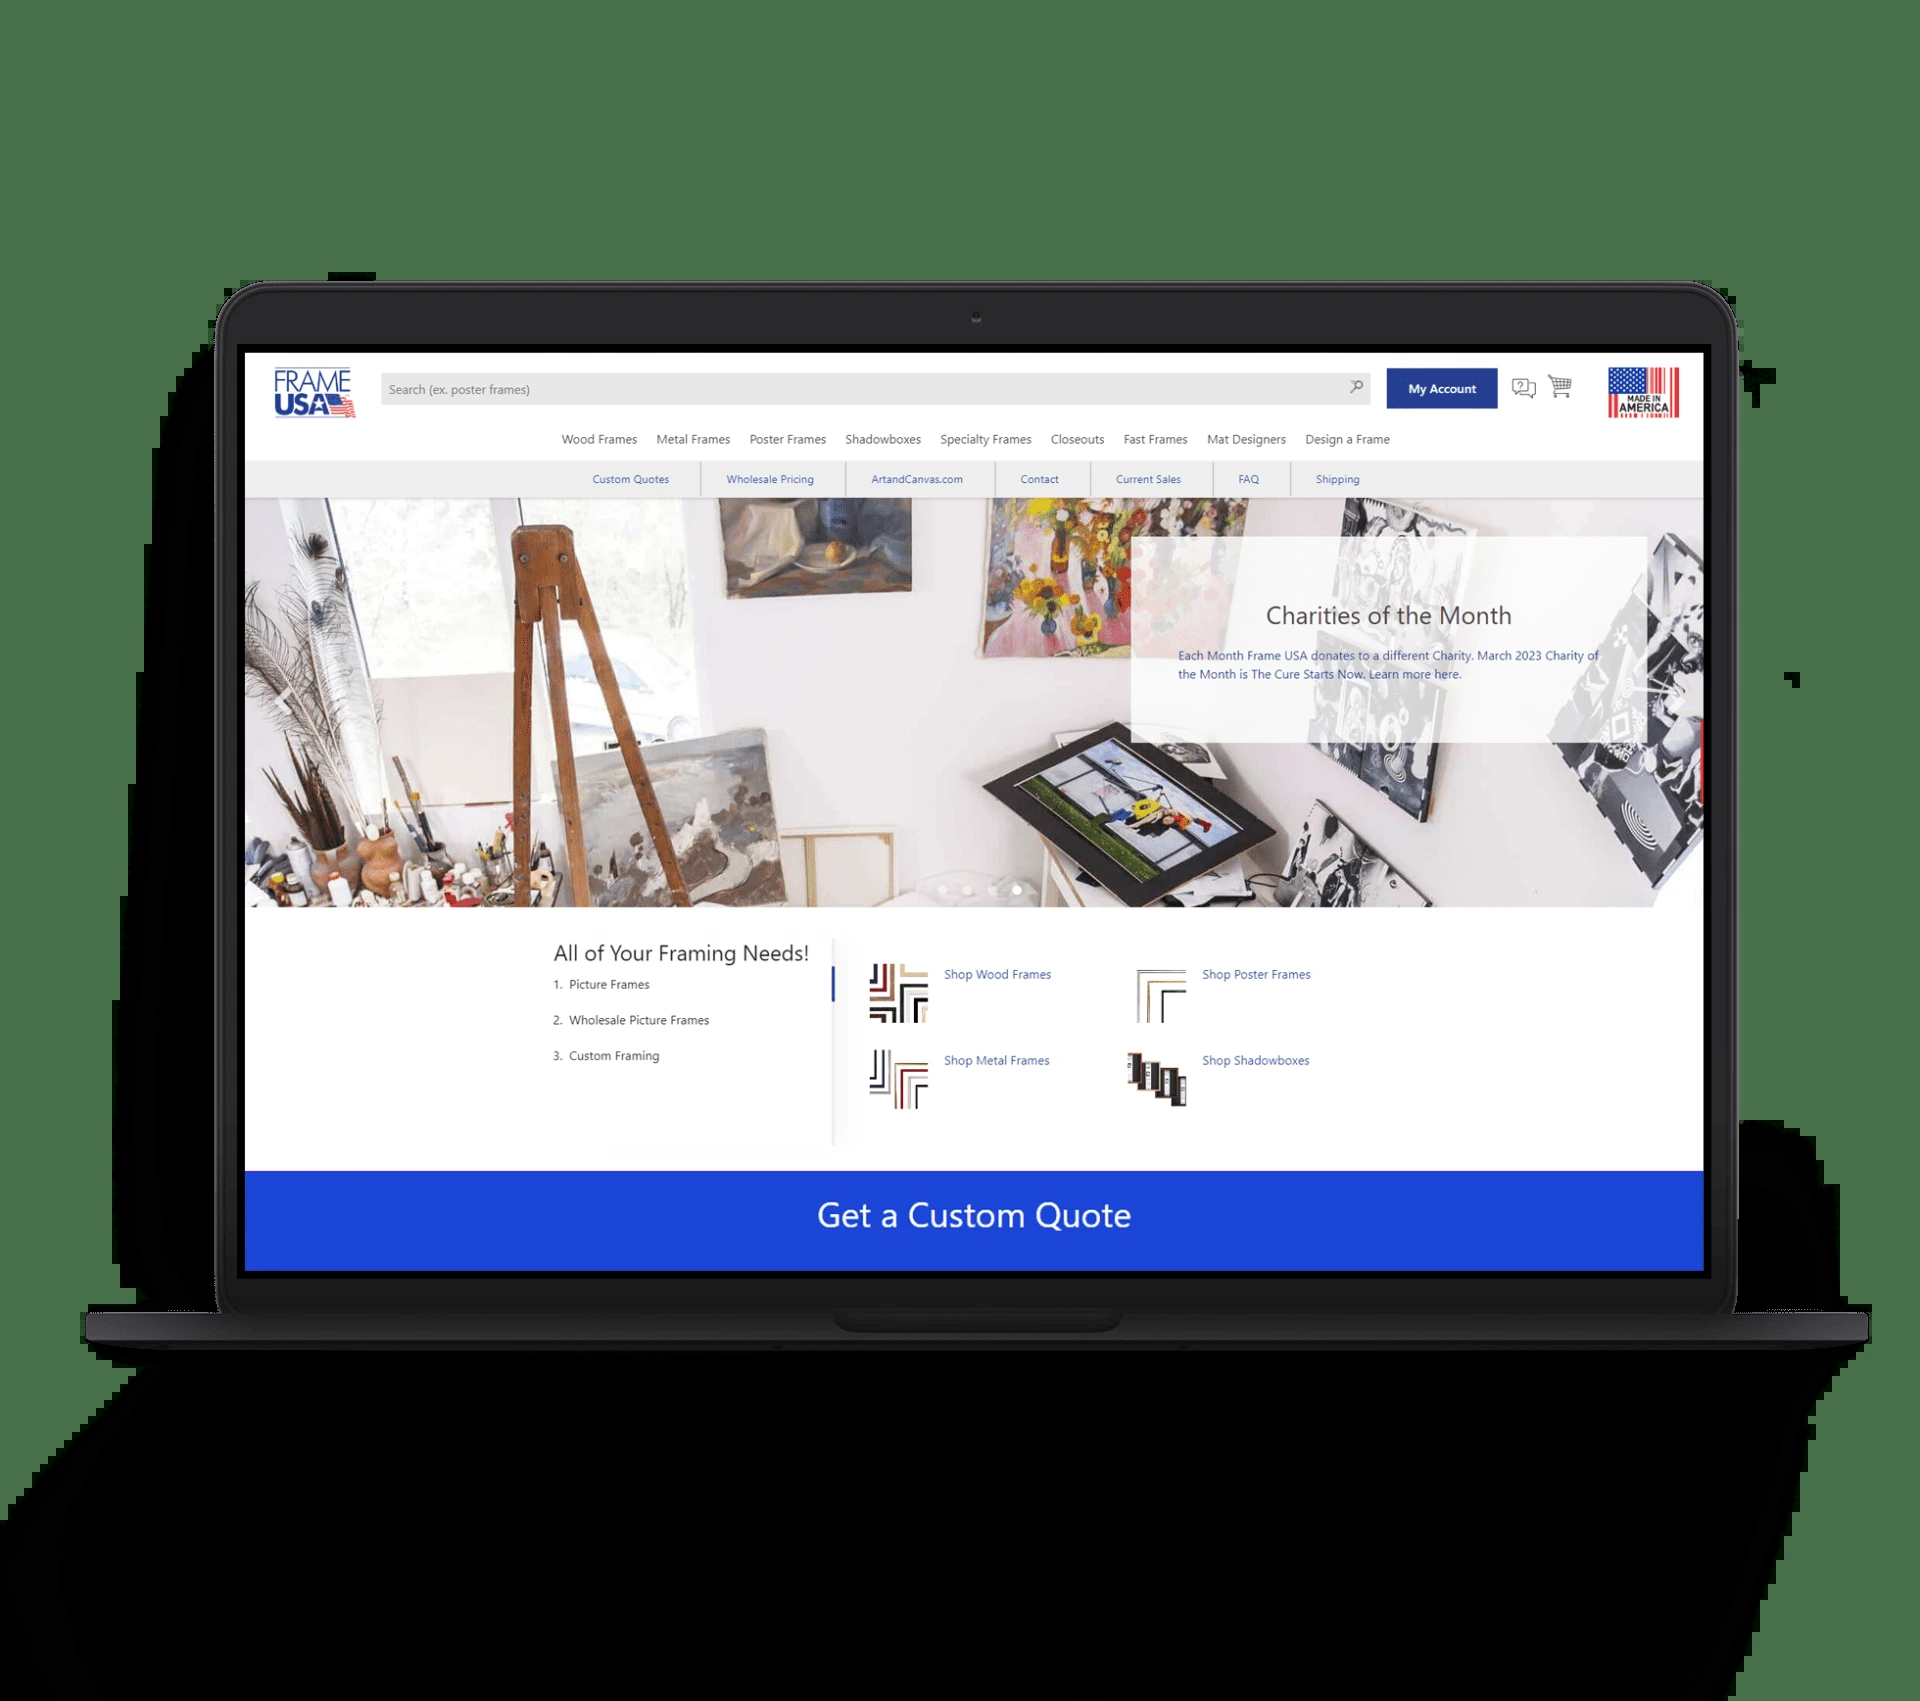 FRAME
USA
Search (ex. poster frames)
My Account
MADE IN
AMERICA
Wood Frames Metal Frames Poster Frames Shadowboxes Specialty Frames Closeouts Fast Frames Mat Designers Design a Frame
Custom Quotes Wholesale Pricing ArtandCanvas.com Contact Current Sales FAQ Shipping
Charities of the Month
Each Month Frame USA donates to a different Charity. March 2023 Charity of
the Month is The Cure Starts Now. Learn more here.
All of Your Framing Needs!
1. Picture Frames
2. Wholesale Picture Frames
3. Custom Framing
Shop Wood Frames
Shop Poster Frames
Shop Metal Frames
Shop Shadowboxes
Get a Custom Quote